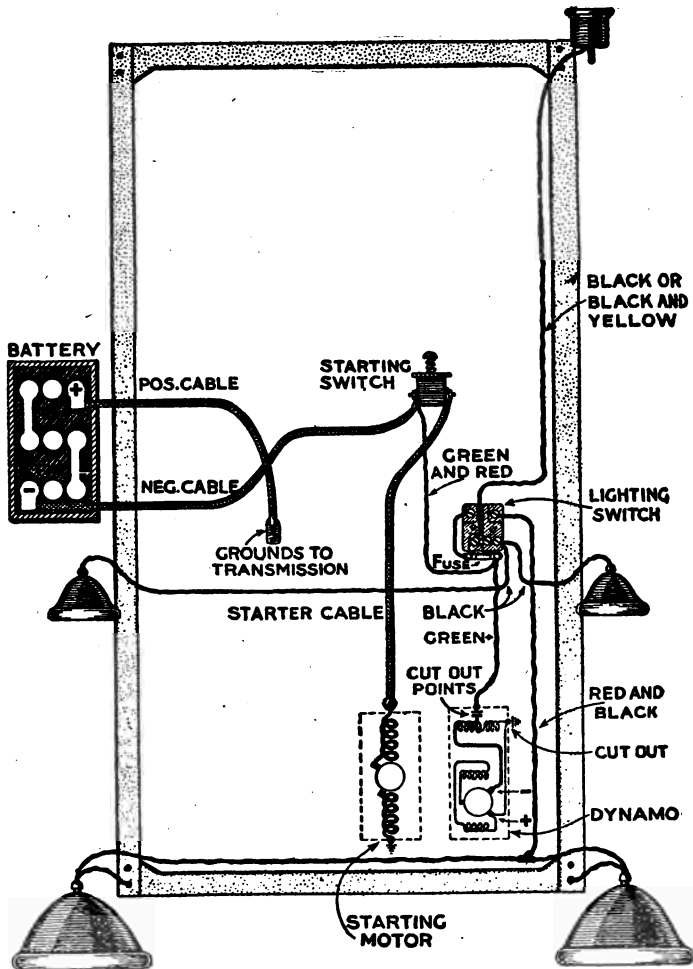 BLACK OR
BLACK AND
YELLOW
BATTERY
+
-
POS. CABLE
NEG. CABLE
STARTING
SWITCH
GREEN
AND RED
LIGHTING
SWITCH
FUSE
GROUNDS TO
TRANSMISSION
STARTER CABLE
BLACK
GREEN
CUT OUT
POINTS
RED AND
BLACK
CUT OUT
-
+
DYNAMO
STARTING
MOTOR